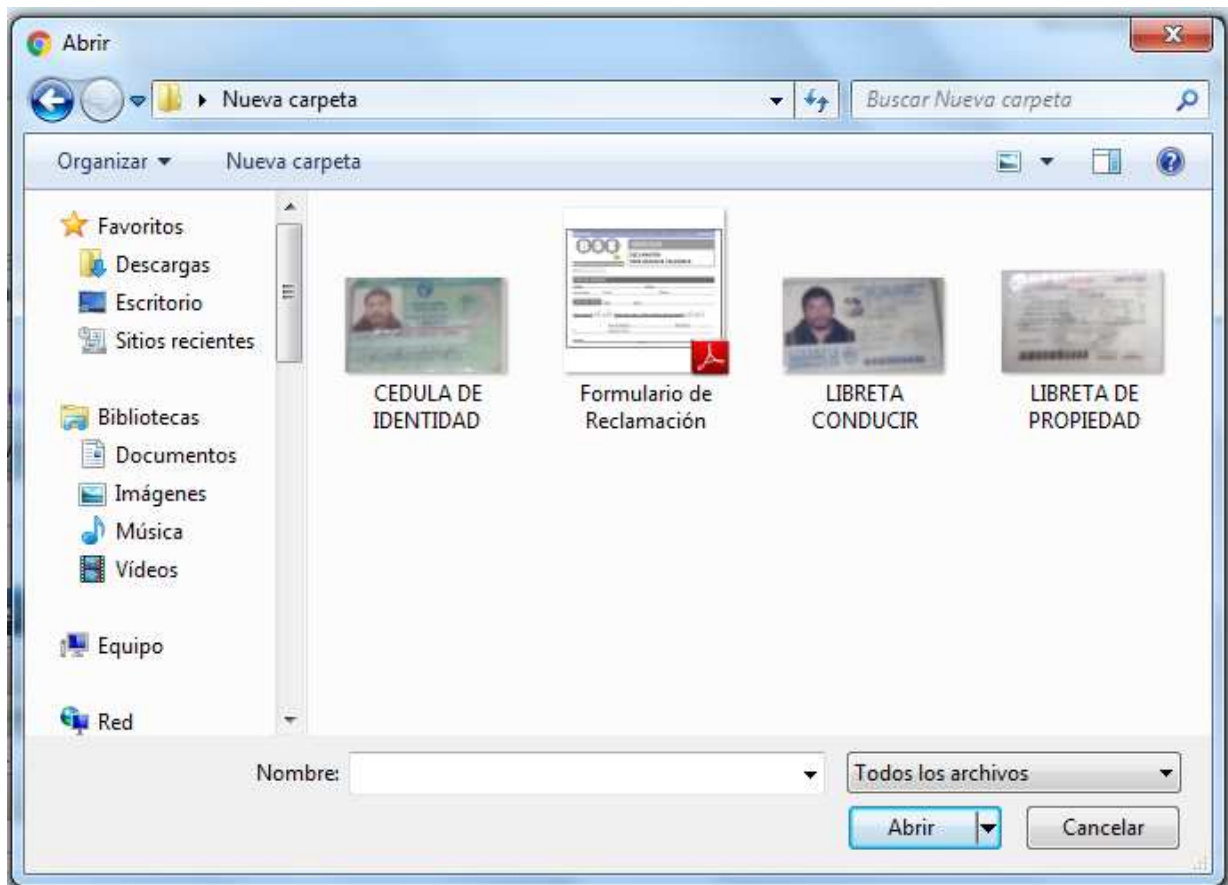 Abrir
Nueva carpeta
Buscar Nueva carpeta
Organizar
Nueva carpeta
Favoritos
Descargas
Escritorio
Sitios recientes
Bibliotecas
Documentos
Imágenes
Música
Vídeos
Equipo
Red
CEDULA DE
IDENTIDAD
Formulario de
Reclamación
LIBRETA
CONDUCIR
LIBRETA DE
PROPIEDAD
Nombre:
Todos los archivos
Abrir
Cancelar